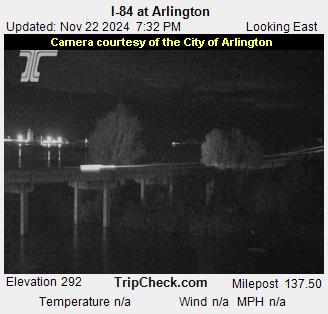 I-84 at Arlington
Updated: Nov 22 2024 7:32 PM Looking East
Camera courtesy of the City of Arlington
Elevation 292 TripCheck.com Milepost 137.50
Temperature n/a Wind n/a MPH n/a